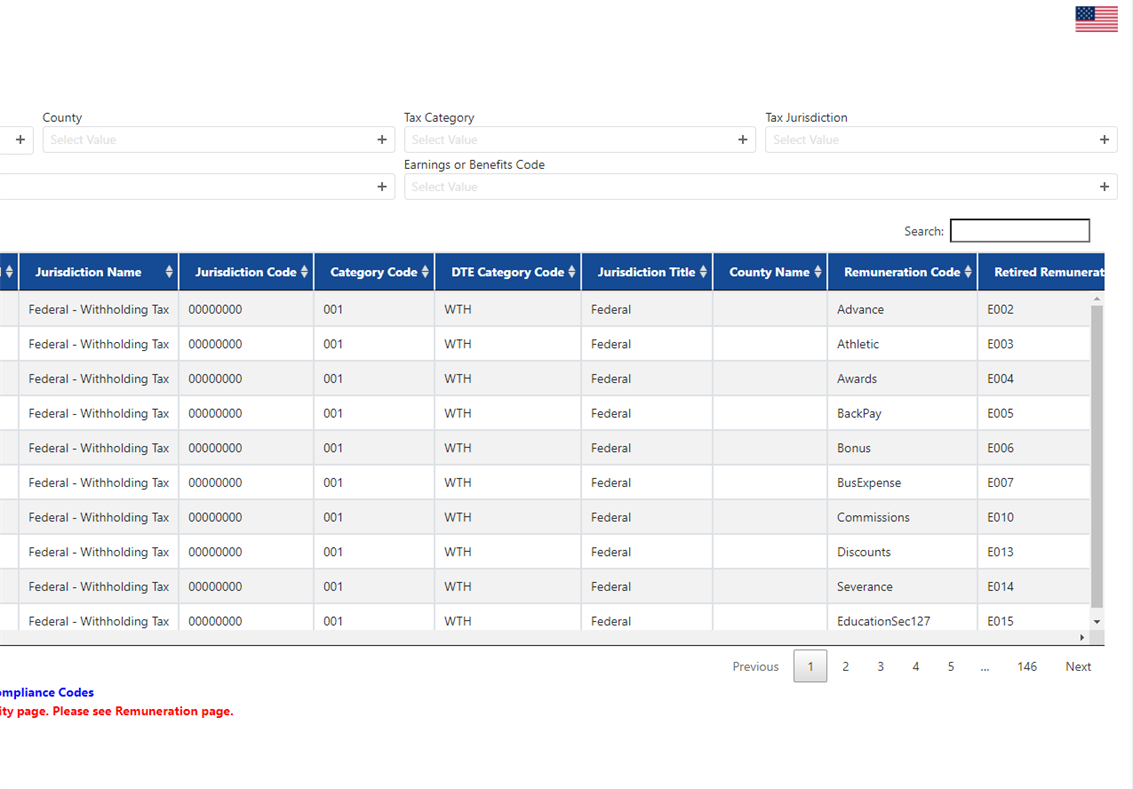 County Tax Category Tax Jurisdiction
+ Select Value + Select Value + Select Value +
Earnings or Benefits Code
+ Select Value +
Search:
Jurisdiction Name Jurisdiction Code Category Code DTE Category Code Jurisdiction Title County Name Remuneration Code Retired Remunerat
Federal - Withholding Tax 00000000 001 WTH Federal Advance E002
Federal - Withholding Tax 00000000 001 WTH Federal Athletic E003
Federal - Withholding Tax 00000000 001 WTH Federal Awards E004
Federal - Withholding Tax 00000000 001 WTH Federal BackPay E005
Federal - Withholding Tax 00000000 001 WTH Federal Bonus E006
Federal - Withholding Tax 00000000 001 WTH Federal BusExpense E007
Federal - Withholding Tax 00000000 001 WTH Federal Commissions E010
Federal - Withholding Tax 00000000 001 WTH Federal Discounts E013
Federal - Withholding Tax 00000000 001 WTH Federal Severance E014
Federal - Withholding Tax 00000000 001 WTH Federal EducationSec127 E015
Previous 1 2 3 4 5 ... 146 Next
ompliance Codes
ity page. Please see Remuneration page.